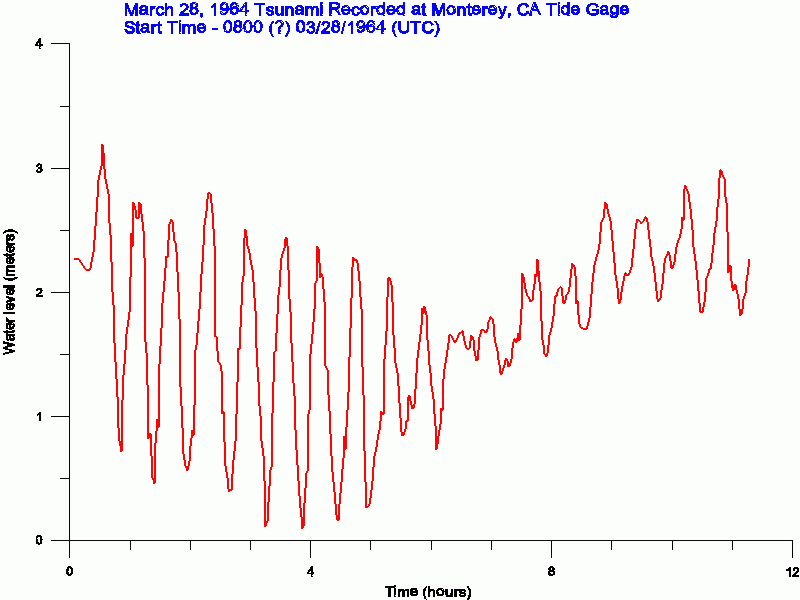 March 28, 1964 Tsunami Recorded at Monterey, CA Tide Gage
Start Time - 0800 (?) 03/28/1964 (UTC)
4
3
2
1
0
Water level (meters)
0 4 8 12
Time (hours)